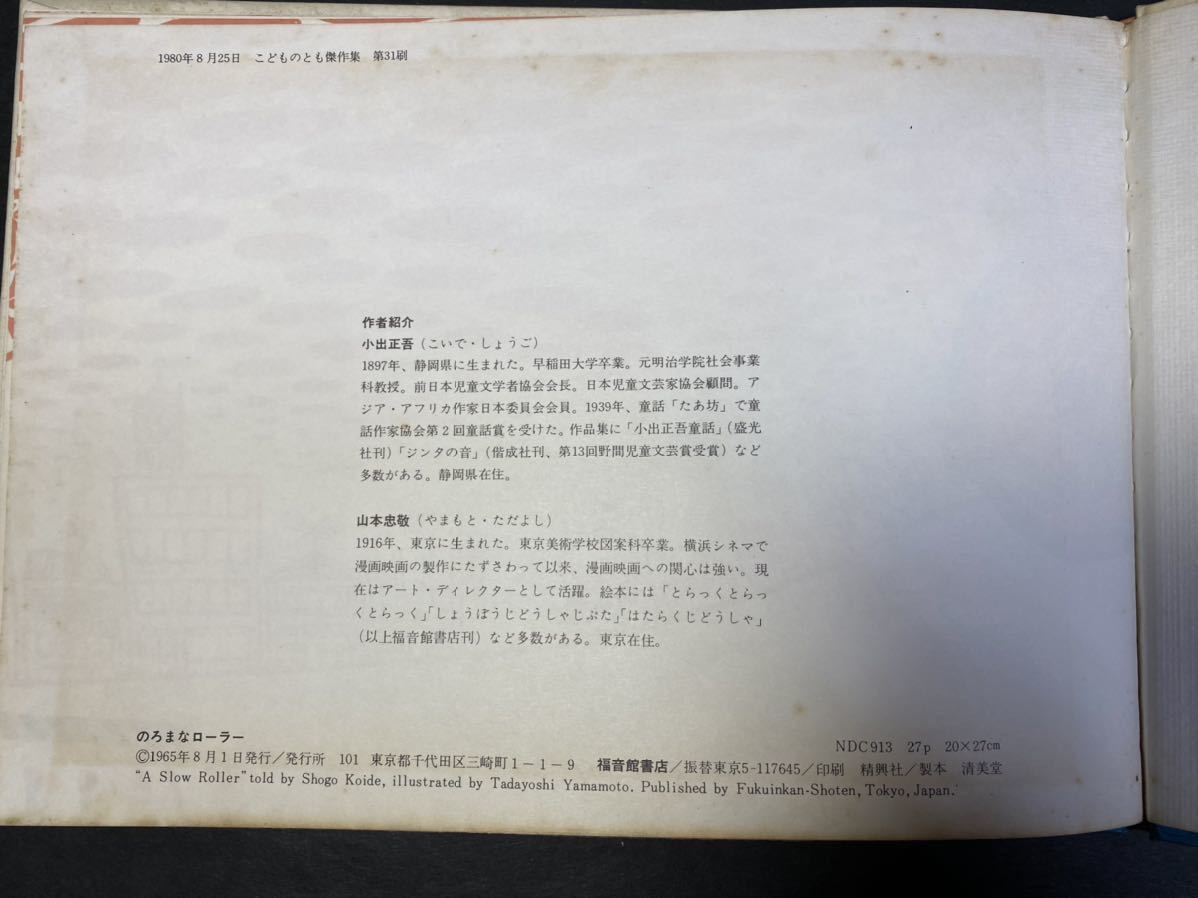 1980年8月25日 こどものとも傑作集 第31刷
作者紹介
小出正吾（こいで・しょうご）
1897年、静岡県に生まれた。早稲田大学卒業。元明治学院社会事業
科教授。前日本児童文学者協会会長。日本児童文芸家協会顧問。ア
ジア・アフリカ作家日本委員会会員。1939年、童話「たあ坊」で童
話作家協会第2回童話賞を受けた。作品集に「小出正吾童話」（盛光
社刊）「ジンタの音」（偕成社刊、第13回野間児童文芸賞受賞）など
多数がある。静岡県在住。
山本忠敬（やまもと・ただよし）
1916年、東京に生まれた。東京美術学校図案科卒業。横浜シネマで
漫画映画の製作にたずさわって以来、漫画映画への関心は強い。現
在はアート・ディレクターとして活躍。絵本には「とらっくとらっ
くとらっく」「しょうぼうじどうしゃじぷた」「はたらくじどうしゃ」
（以上福音館書店刊）など多数がある。東京在住。
のろまなローラー
NDC913 27p 20×27cm
©1965年8月1日発行／発行所 101 東京都千代田区三崎町1-1-9 福音館書店／振替東京5-117645／印刷 精興社／製本 清美堂
"A Slow Roller" told by Shogo Koide, illustrated by Tadayoshi Yamamoto. Published by Fukuinkan-Shoten, Tokyo, Japan.